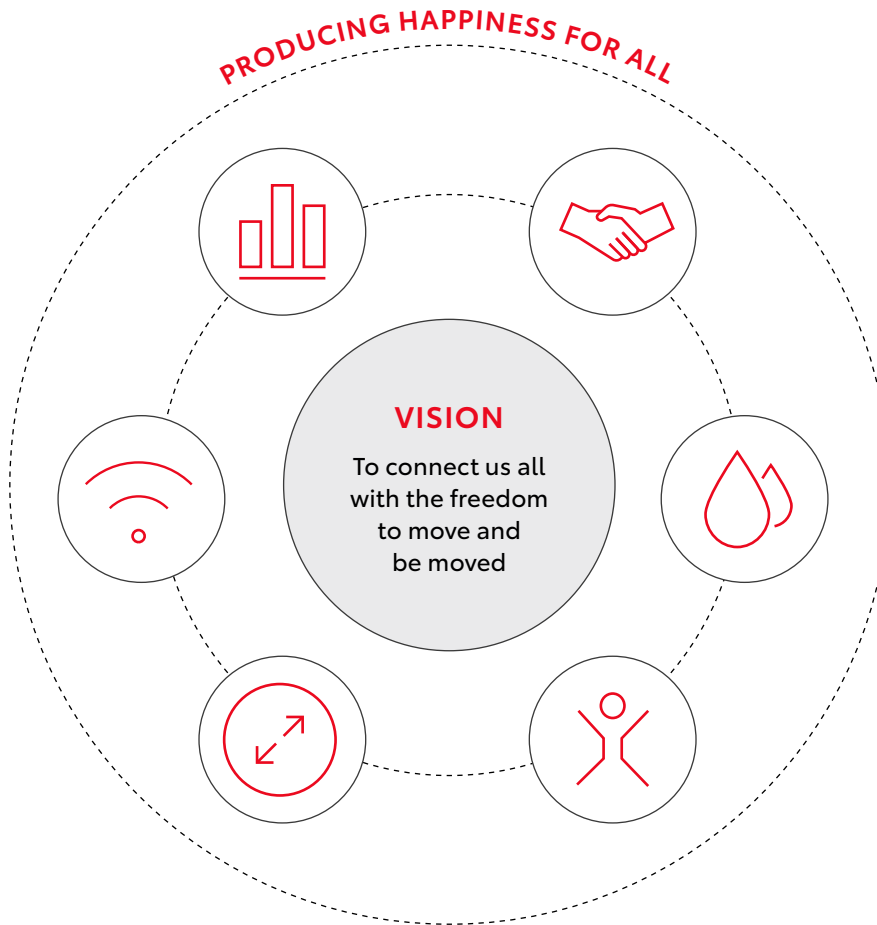 PRODUCING HAPPINESS FOR ALL
VISION
To connect us all
with the freedom
to move and
be moved